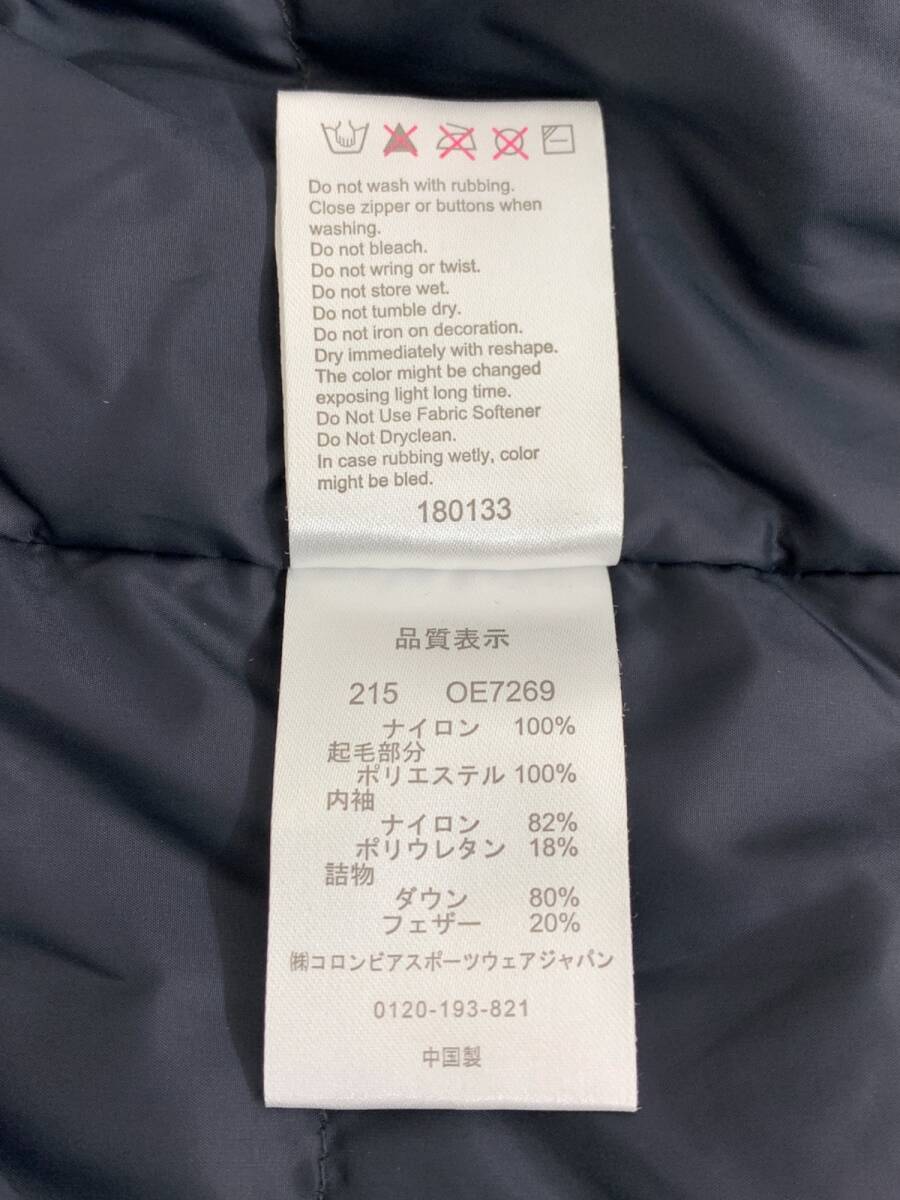 Do not wash with rubbing.
Close zipper or buttons when
washing.
Do not bleach.
Do not wring or twist.
Do not store wet.
Do not tumble dry.
Do not iron on decoration.
Dry immediately with reshape.
The color might be changed
exposing light long time.
Do Not Use Fabric Softener
Do Not Dryclean.
In case rubbing wetly, color
might be bled.
180133
品質表示
215 OE7269
ナイロン 100%
起毛部分
ポリエステル 100%
内袖
ナイロン 82%
ポリウレタン 18%
詰物
ダウン 80%
フェザー 20%
㈱コロンビアスポーツウェアジャパン
0120-193-821
中国製